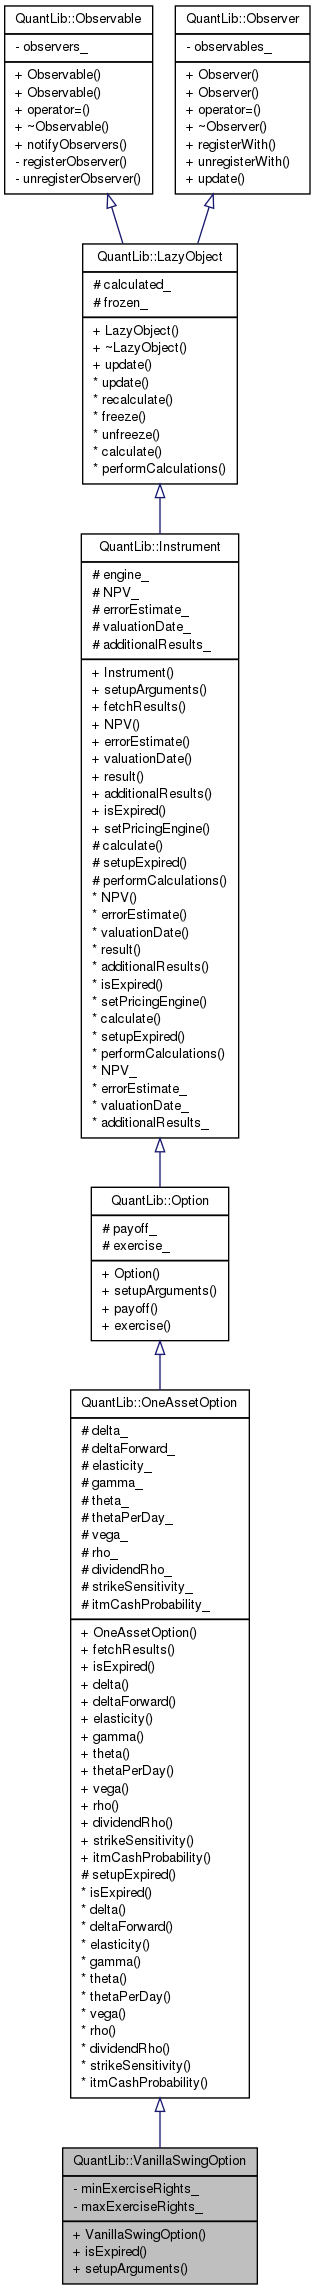 QuantLib::Observable
- observers_
+ Observable()
+ Observable()
+ operator=()
+ ~Observable()
+ notifyObservers()
- registerObserver()
- unregisterObserver()
QuantLib::Observer
- observables_
+ Observer()
+ Observer()
+ operator=()
+ ~Observer()
+ registerWith()
+ unregisterWith()
+ update()
QuantLib::LazyObject
# calculated_
# frozen_
+ LazyObject()
+ ~LazyObject()
+ update()
* update()
* recalculate()
* freeze()
* unfreeze()
* calculate()
* performCalculations()
QuantLib::Instrument
# engine_
# NPV_
# errorEstimate_
# valuationDate_
# additionalResults_
+ Instrument()
+ setupArguments()
+ fetchResults()
+ NPV()
+ errorEstimate()
+ valuationDate()
+ result()
+ additionalResults()
+ isExpired()
+ setPricingEngine()
# calculate()
# setupExpired()
# performCalculations()
* NPV()
* errorEstimate()
* valuationDate()
* result()
* additionalResults()
* isExpired()
* setPricingEngine()
* calculate()
* setupExpired()
* performCalculations()
* NPV_
* errorEstimate_
* valuationDate_
* additionalResults_
QuantLib::Option
# payoff_
# exercise_
+ Option()
+ setupArguments()
+ payoff()
+ exercise()
QuantLib::OneAssetOption
# delta_
# deltaForward_
# elasticity_
# gamma_
# theta_
# thetaPerDay_
# vega_
# rho_
# dividendRho_
# strikeSensitivity_
# itmCashProbability_
+ OneAssetOption()
+ fetchResults()
+ isExpired()
+ delta()
+ deltaForward()
+ elasticity()
+ gamma()
+ theta()
+ thetaPerDay()
+ vega()
+ rho()
+ dividendRho()
+ strikeSensitivity()
+ itmCashProbability()
# setupExpired()
* isExpired()
* delta()
* deltaForward()
* elasticity()
* gamma()
* theta()
* thetaPerDay()
* vega()
* rho()
* dividendRho()
* strikeSensitivity()
* itmCashProbability()
QuantLib::VanillaSwingOption
- minExerciseRights_
- maxExerciseRights_
+ VanillaSwingOption()
+ isExpired()
+ setupArguments()